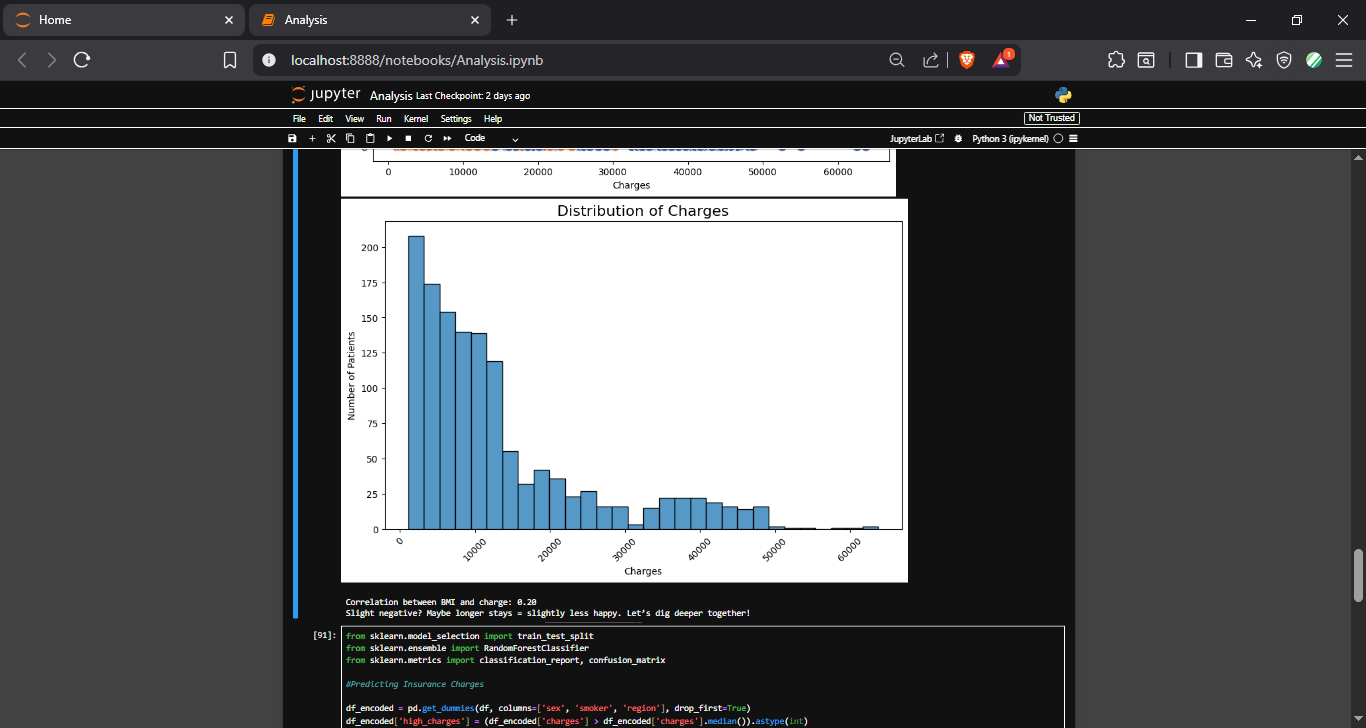 Home
Analysis
localhost:8888/notebooks/Analysis.ipynb
1
jupyter Analysis Last Checkpoint: 2 days ago
File Edit View Run Kernel Settings Help
Not Trusted
Code
JupyterLab
Python 3 (ipykernel)
0 10000 20000 30000 40000 50000 60000
Charges
Distribution of Charges
200
175
150
125
100
75
50
25
0
Number of Patients
0 10000 20000 30000 40000 50000 60000
Charges
Correlation between BMI and charge: 0.20
Slight negative? Maybe longer stays = slightly less happy. Let's dig deeper together!
[91]:
from sklearn.model_selection import train_test_split
from sklearn.ensemble import RandomForestClassifier
from sklearn.metrics import classification_report, confusion_matrix
#Predicting Insurance Charges
df_encoded = pd.get_dummies(df, columns=['sex', 'smoker', 'region'], drop_first=True)
df_encoded['high_charges'] = (df_encoded['charges'] > df_encoded['charges'].median()).astype(int)